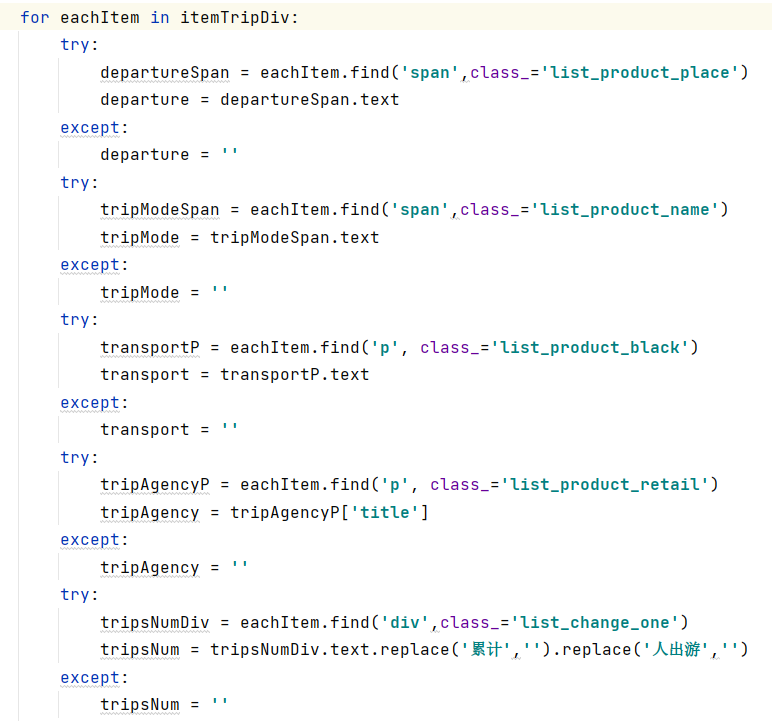 for eachItem in itemTripDiv:
    try:
        departureSpan = eachItem.find('span',class_='list_product_place')
        departure = departureSpan.text
    except:
        departure = ''
    try:
        tripModeSpan = eachItem.find('span',class_='list_product_name')
        tripMode = tripModeSpan.text
    except:
        tripMode = ''
    try:
        transportP = eachItem.find('p', class_='list_product_black')
        transport = transportP.text
    except:
        transport = ''
    try:
        tripAgencyP = eachItem.find('p', class_='list_product_retail')
        tripAgency = tripAgencyP['title']
    except:
        tripAgency = ''
    try:
        tripsNumDiv = eachItem.find('div',class_='list_change_one')
        tripsNum = tripsNumDiv.text.replace('累计','').replace('人出游','')
    except:
        tripsNum = ''